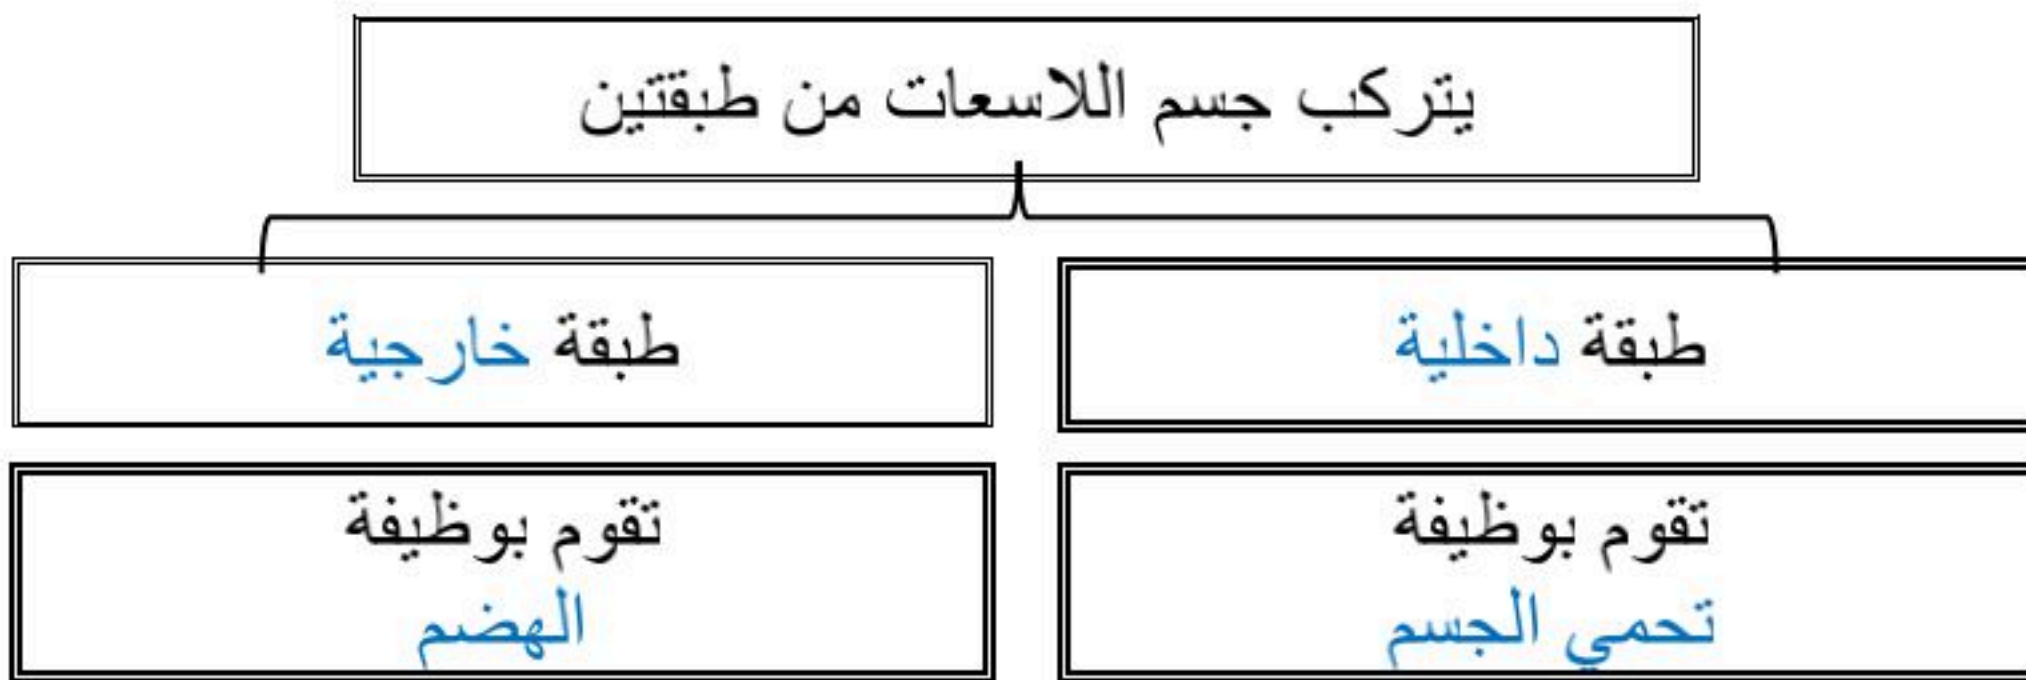 يتركب جسم اللاسعات من طبقتين
طبقة داخلية
طبقة خارجية
تقوم بوظيفة
تحمي الجسم
تقوم بوظيفة
الهضم